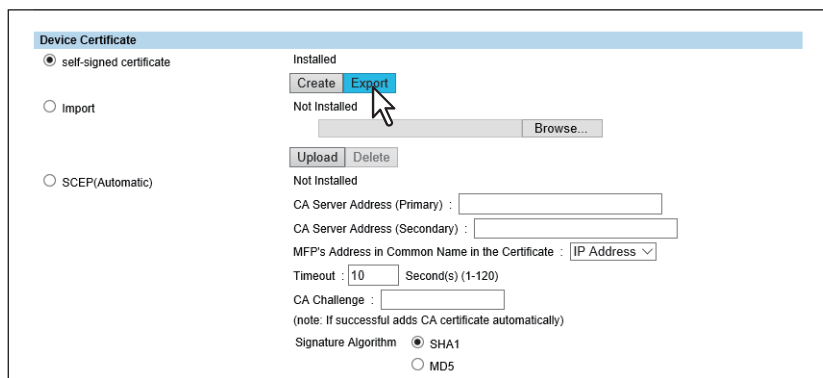 Device Certificate
self-signed certificate Installed
Create Export
Import Not Installed
Browse...
Upload Delete
SCEP(Automatic) Not Installed
CA Server Address (Primary) :
CA Server Address (Secondary) :
MFP's Address in Common Name in the Certificate : IP Address
Timeout : 10 Second(s) (1-120)
CA Challenge :
(note: If successful adds CA certificate automatically)
Signature Algorithm SHA1
MD5